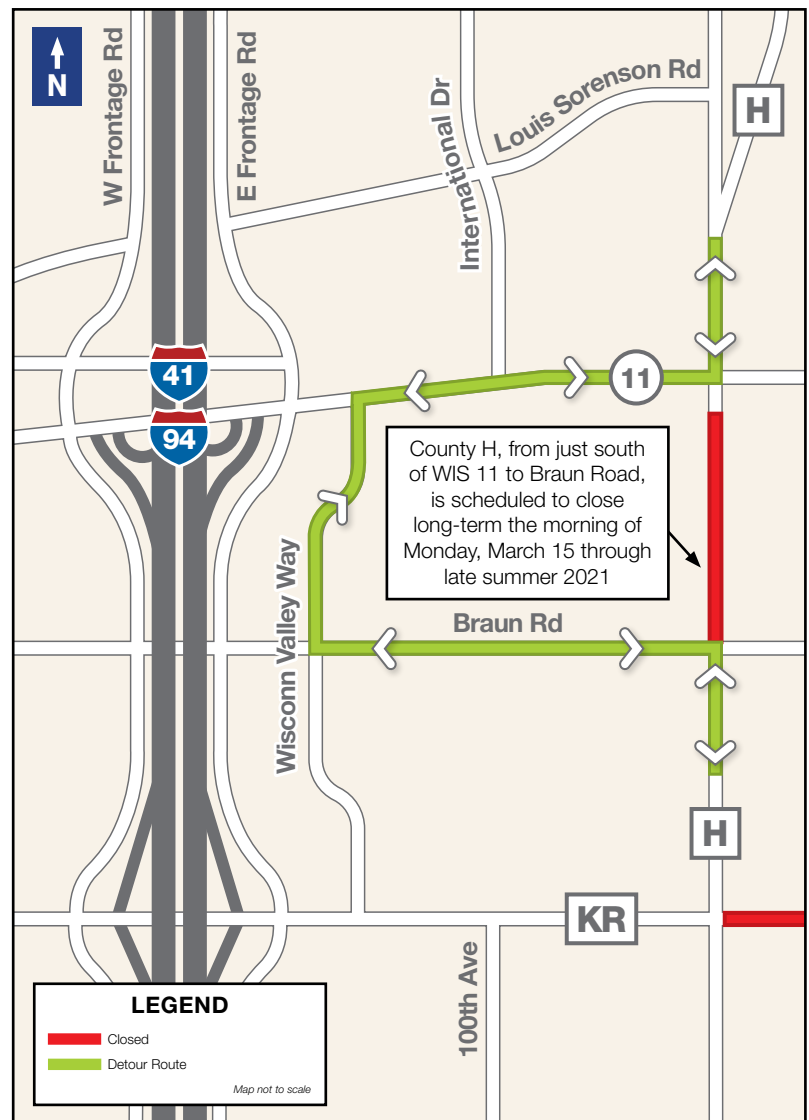 N
W Frontage Rd
E Frontage Rd
International Dr
Louis Sorenson Rd
H
41
94
11
County H, from just south
of WIS 11 to Braun Road,
is scheduled to close
long-term the morning of
Monday, March 15 through
late summer 2021
Braun Rd
Wisconn Valley Way
H
KR
100th Ave
LEGEND
Closed
Detour Route
Map not to scale